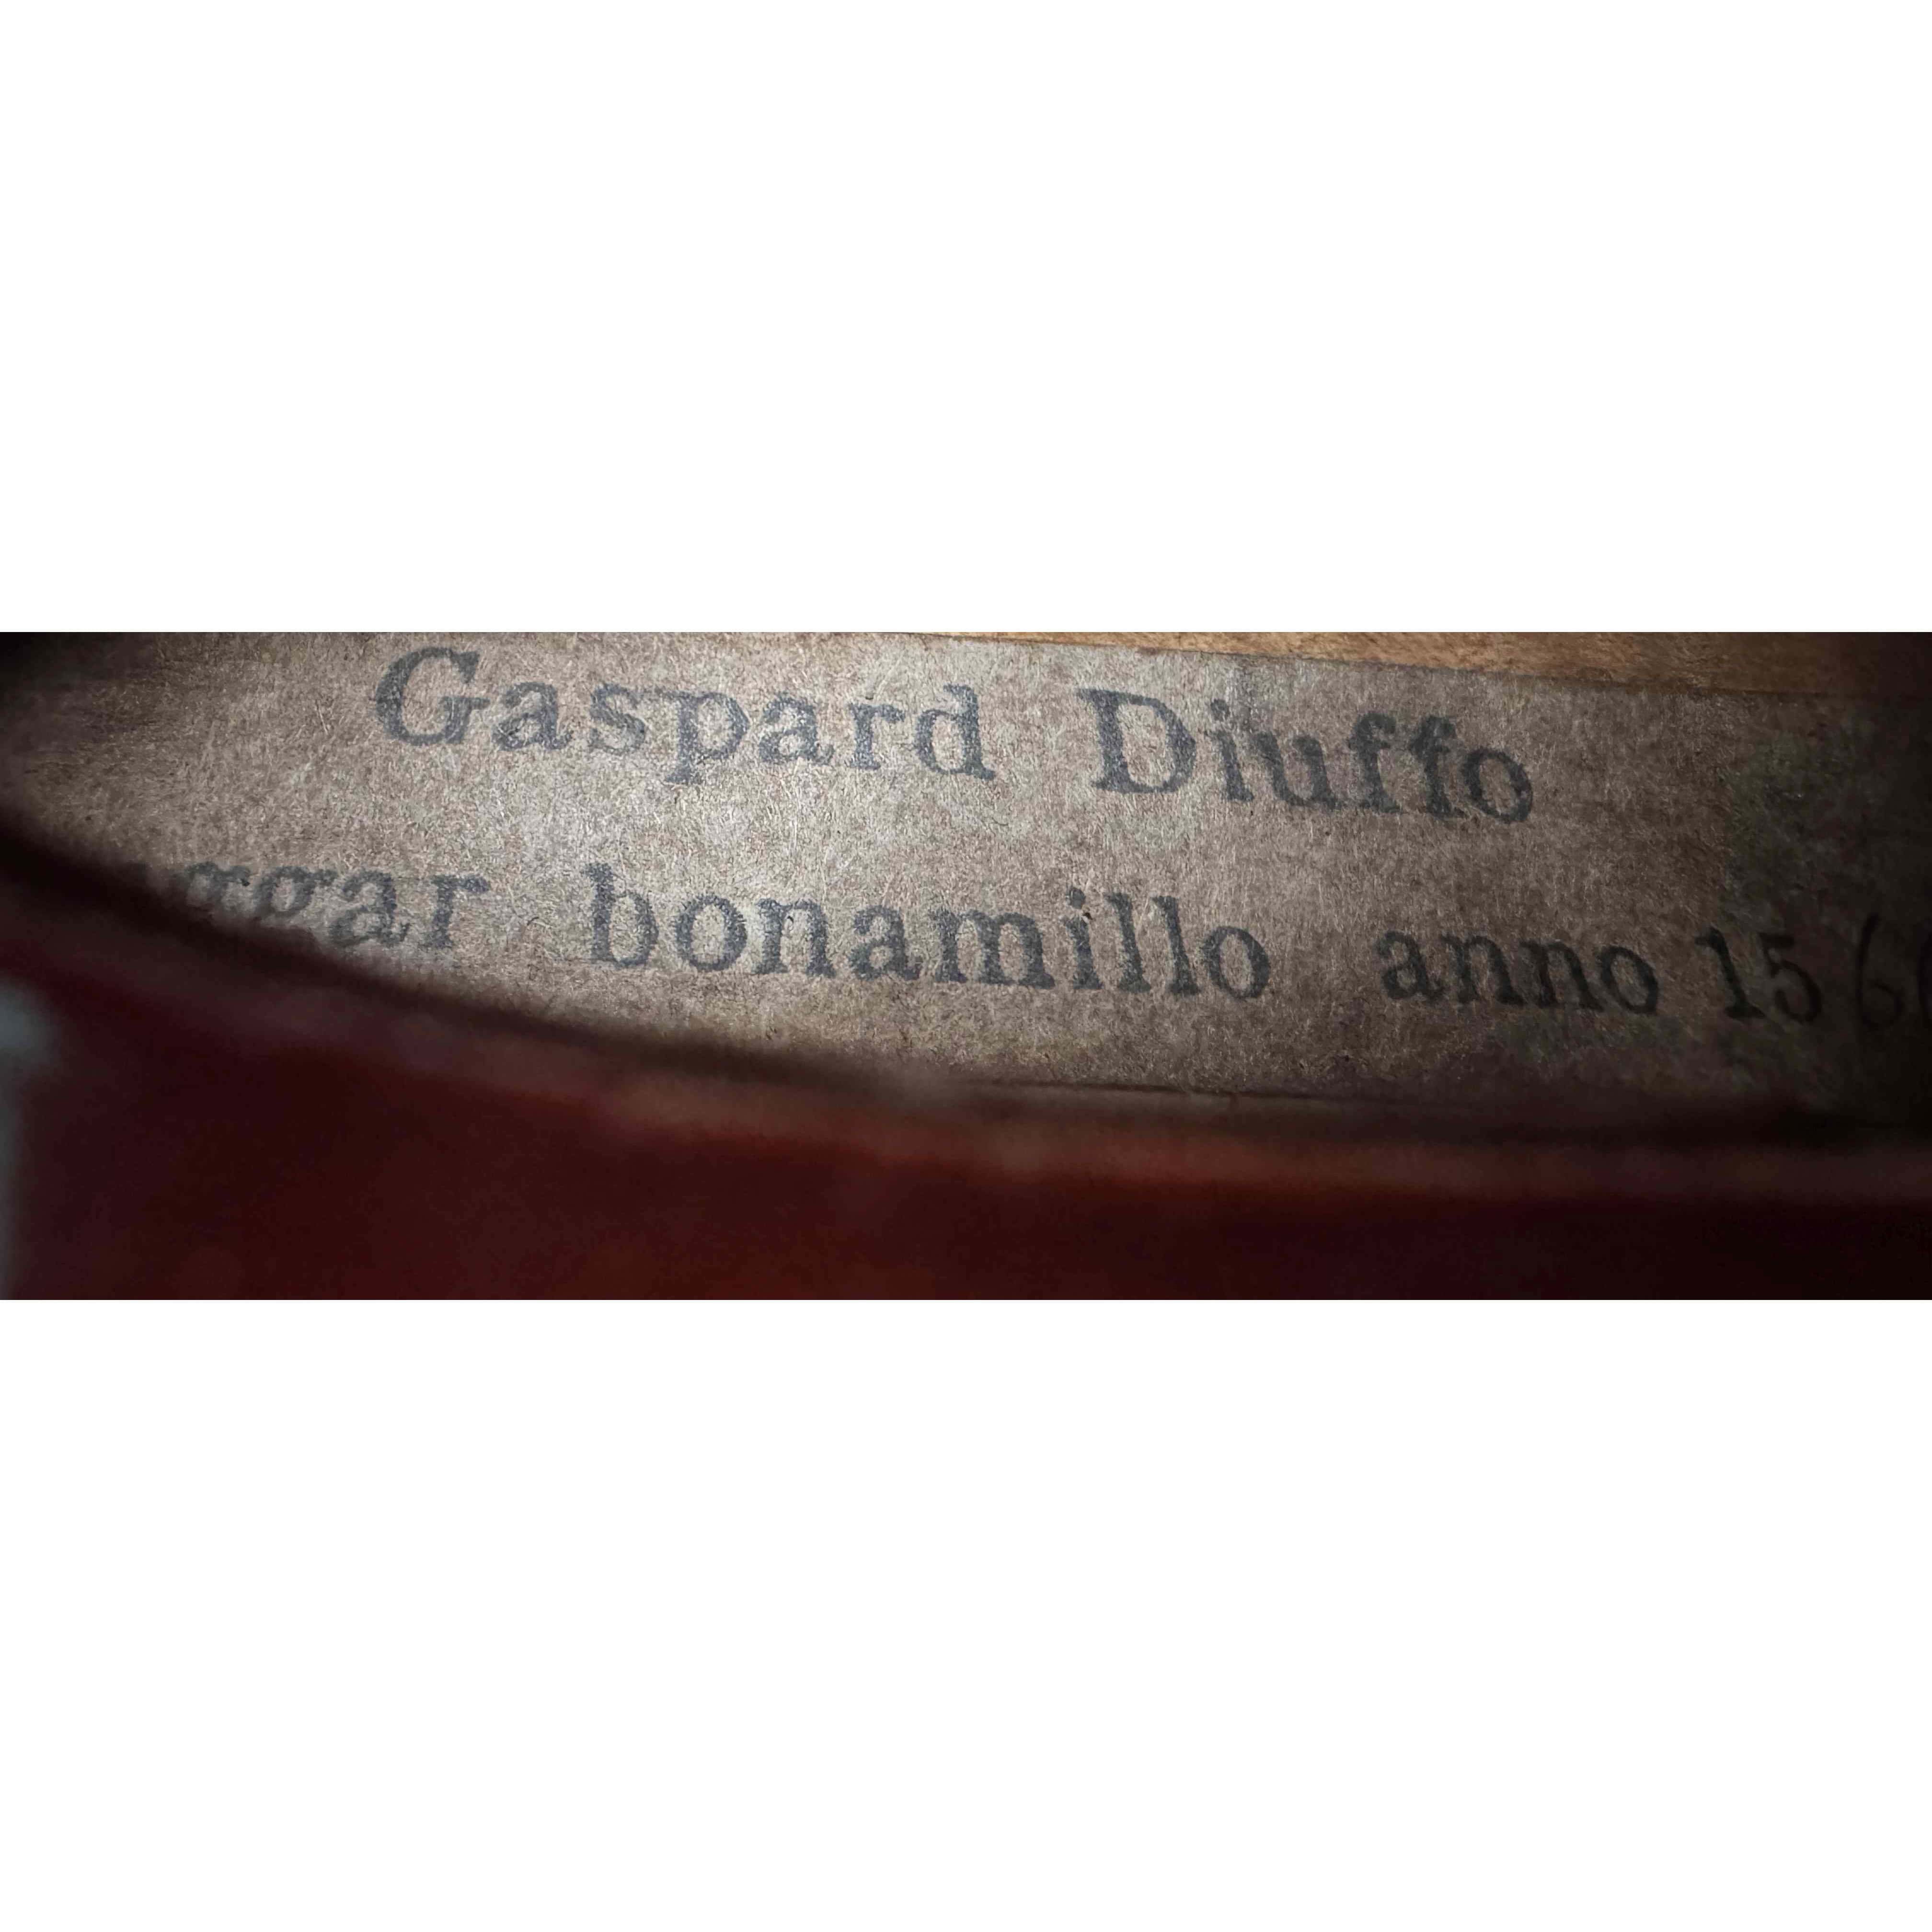 Gaspard Diuffo
bonamillo anno 15